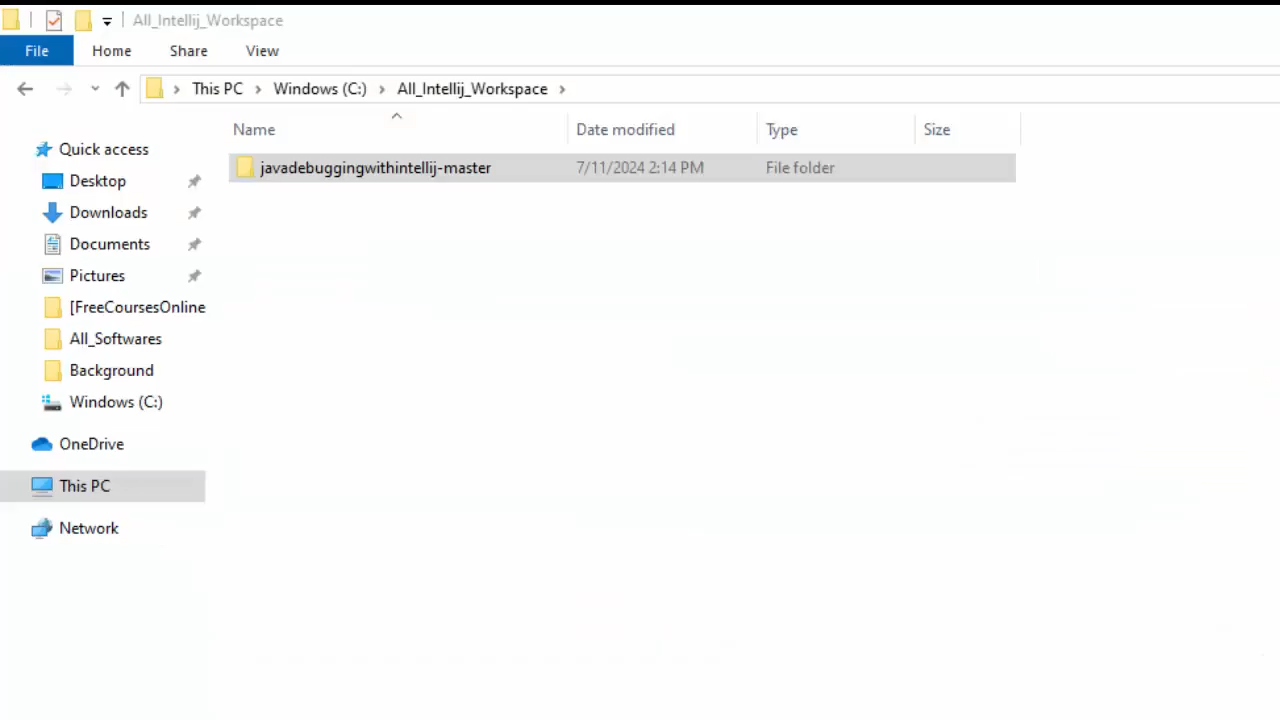 All_Intellij_Workspace
File Home Share View
This PC Windows (C:) All_Intellij_Workspace
Name Date modified Type Size
javadebuggingwithintellij-master 7/11/2024 2:14 PM File folder
Quick access
Desktop
Downloads
Documents
Pictures
[FreeCoursesOnline
All_Softwares
Background
Windows (C:)
OneDrive
This PC
Network